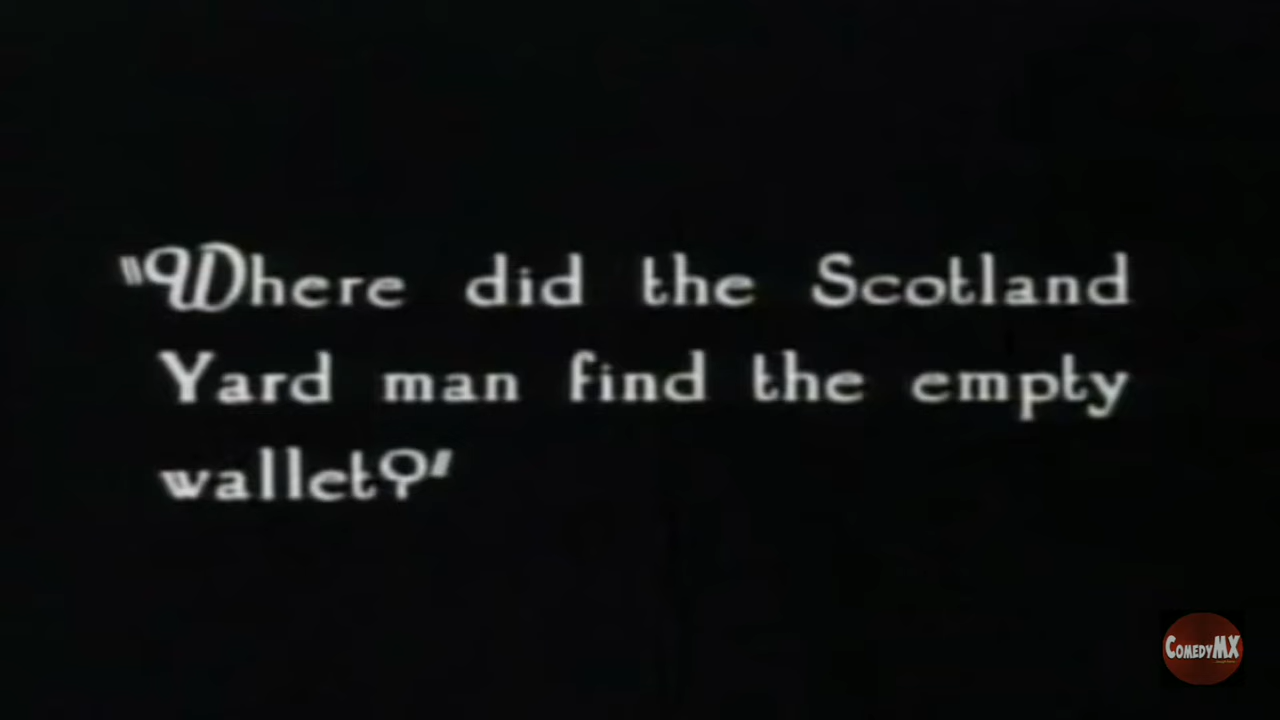 "Where did the Scotland
Yard man find the empty
wallet?"
COMEDYMX